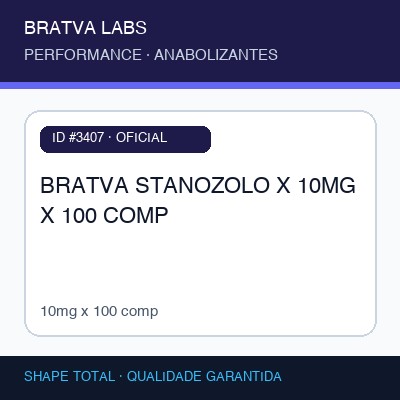 BRATVA LABS
PERFORMANCE · ANABOLIZANTES
ID #3407 · OFICIAL
BRATVA STANOZOLO X 10MG
X 100 COMP
10mg x 100 comp
SHAPE TOTAL · QUALIDADE GARANTIDA